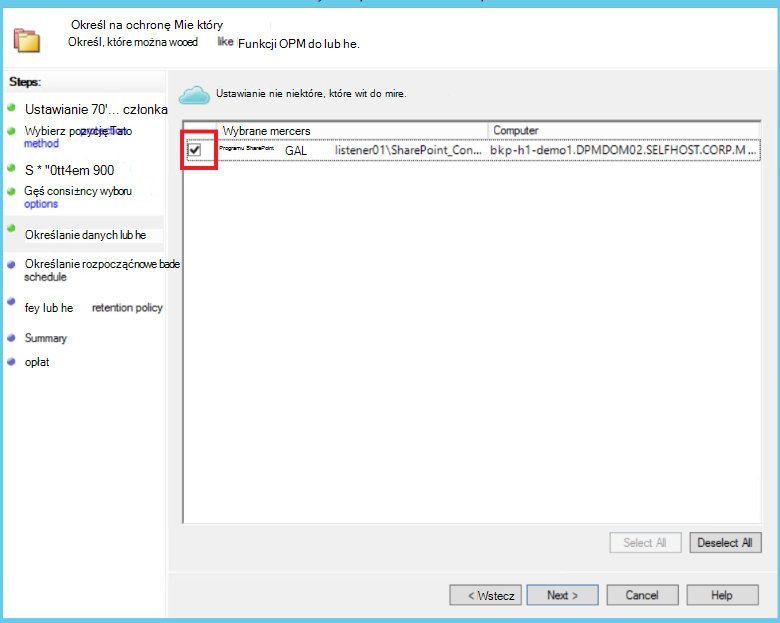 Określ na ochronę Mie który
Określ, które można wooed like Funkcji OPM do lub he.
Steps:
Ustawianie 70'... członka
Wybierz pozycję Tato
method
S * "0tt4em 900
Gęś consi±ncy wyboru
options
Określanie danych lub he
Określanie rozpocząćnowe bade
schedule
fey lub he retention policy
Summary
opłat
Ustawianie nie niektóre, które wit do mire.
Wybrane mercers Computer
Programu SharePoint GAL listener01\SharePoint_Con... bkp-h1-demo1.DPMDOM02.SELFHOST.CORP.M ...
Select All Deselect All
< Wstecz Next > Cancel Help